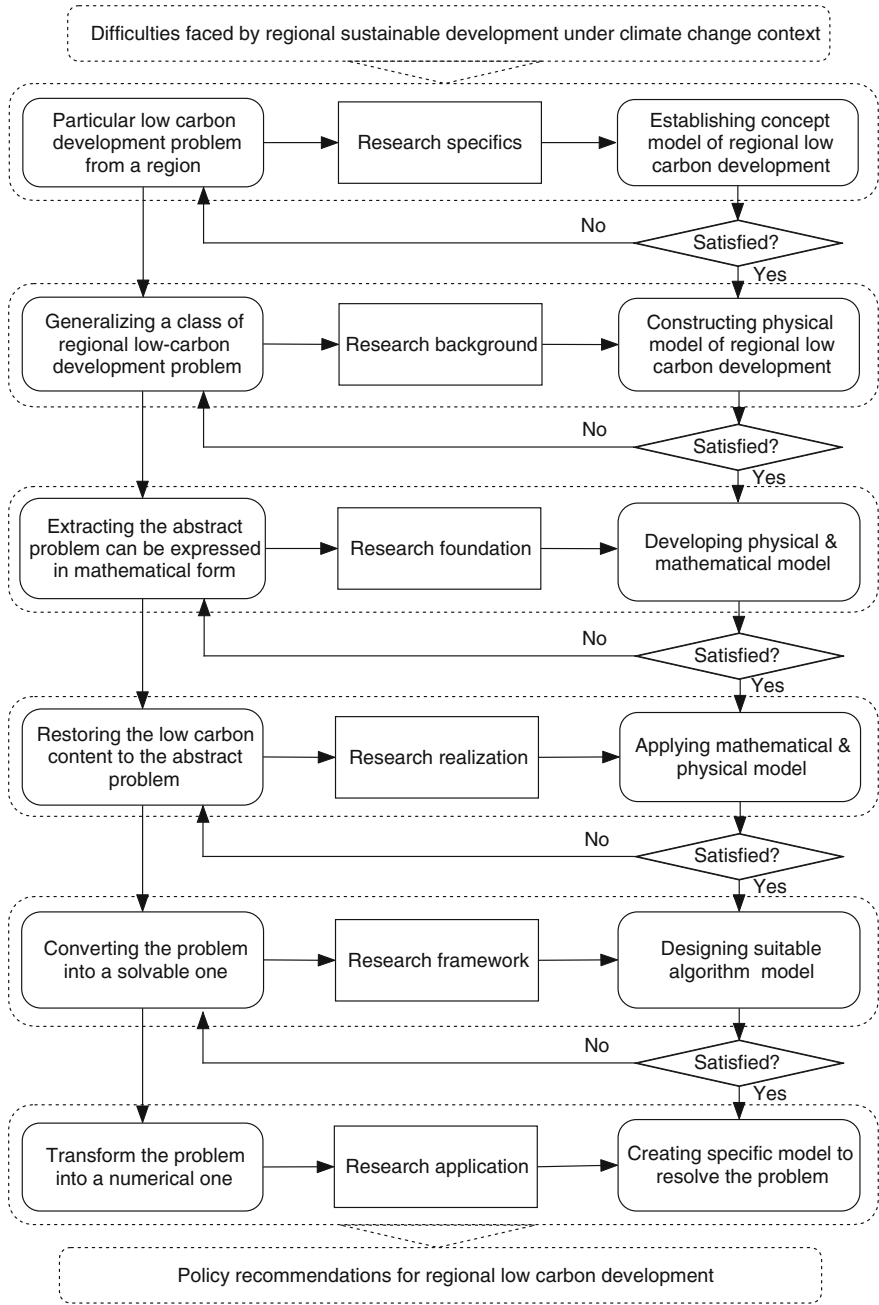 Difficulties faced by regional sustainable development under climate change context
Particular low carbon
development problem
from a region
Research specifics
Establishing concept
model of regional low
carbon development
No
Satisfied?
Yes
Generalizing a class of
regional low-carbon
development problem
Research background
Constructing physical
model of regional low
carbon development
No
Satisfied?
Yes
Extracting the abstract
problem can be expressed
in mathematical form
Research foundation
Developing physical &
mathematical model
No
Satisfied?
Yes
Restoring the low carbon
content to the abstract
problem
Research realization
Applying mathematical &
physical model
No
Satisfied?
Yes
Converting the problem
into a solvable one
Research framework
Designing suitable
algorithm model
No
Satisfied?
Yes
Transform the problem
into a numerical one
Research application
Creating specific model to
resolve the problem
Policy recommendations for regional low carbon development